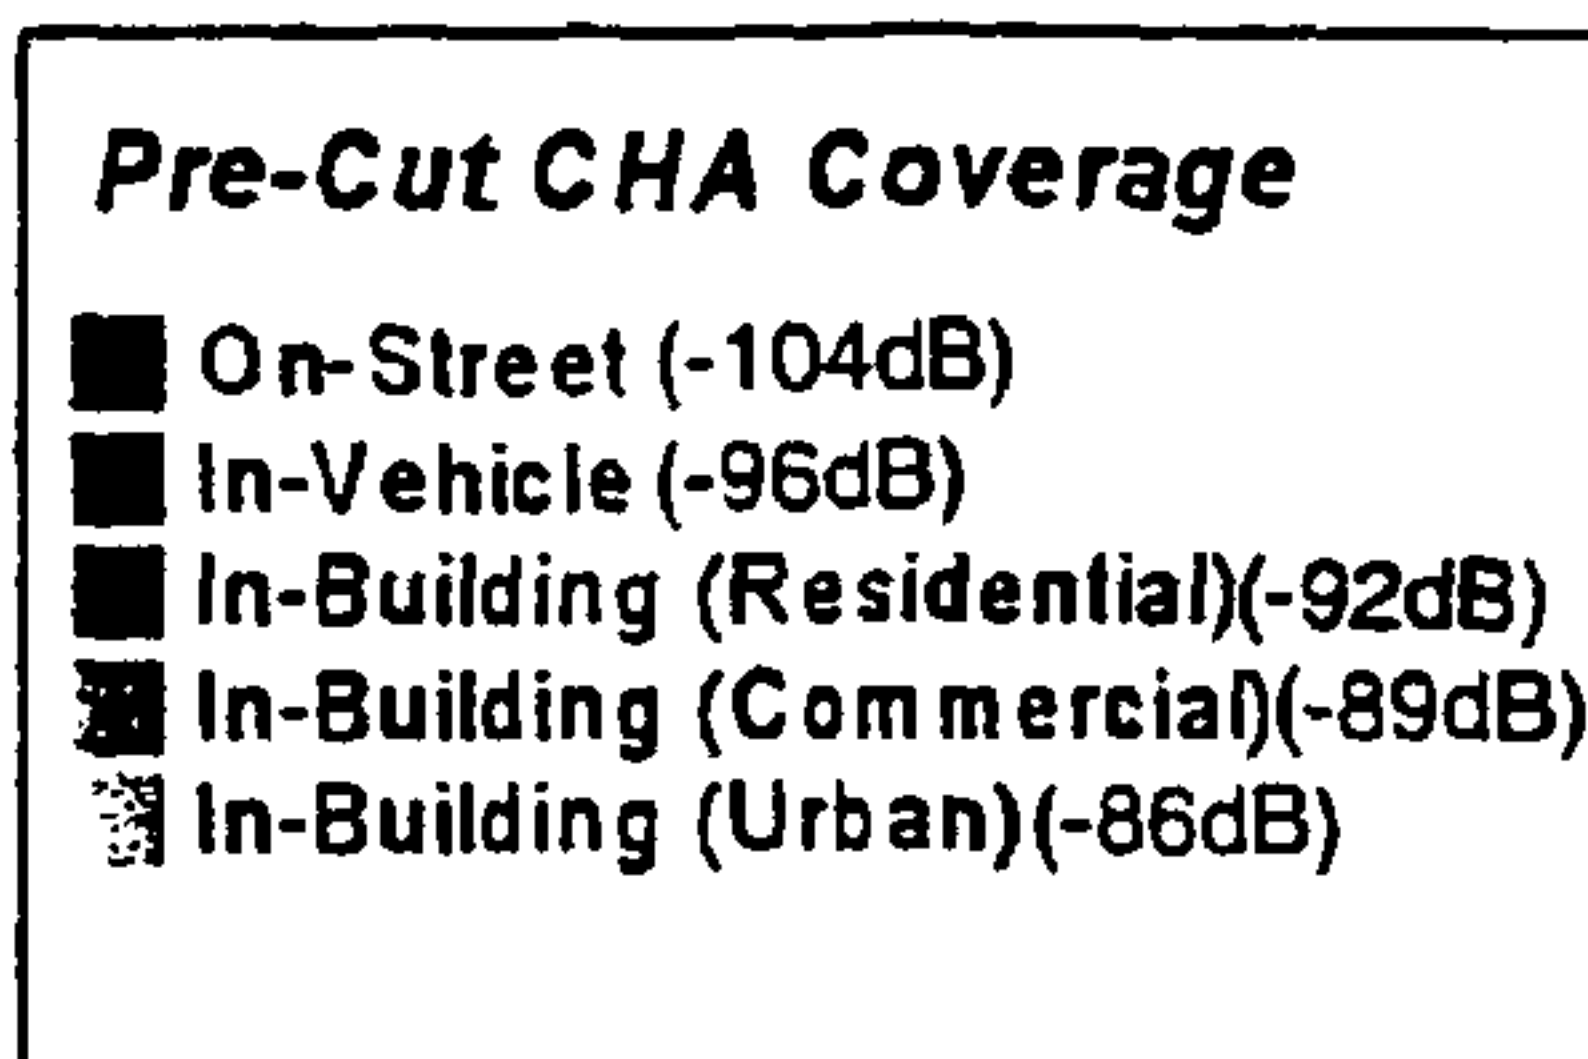 Pre-Cut CHA Coverage
On-Street (-104dB)
In-Vehicle (-96dB)
In-Building (Residential)(-92dB)
In-Building (Commercial)(-89dB)
In-Building (Urban)(-86dB)